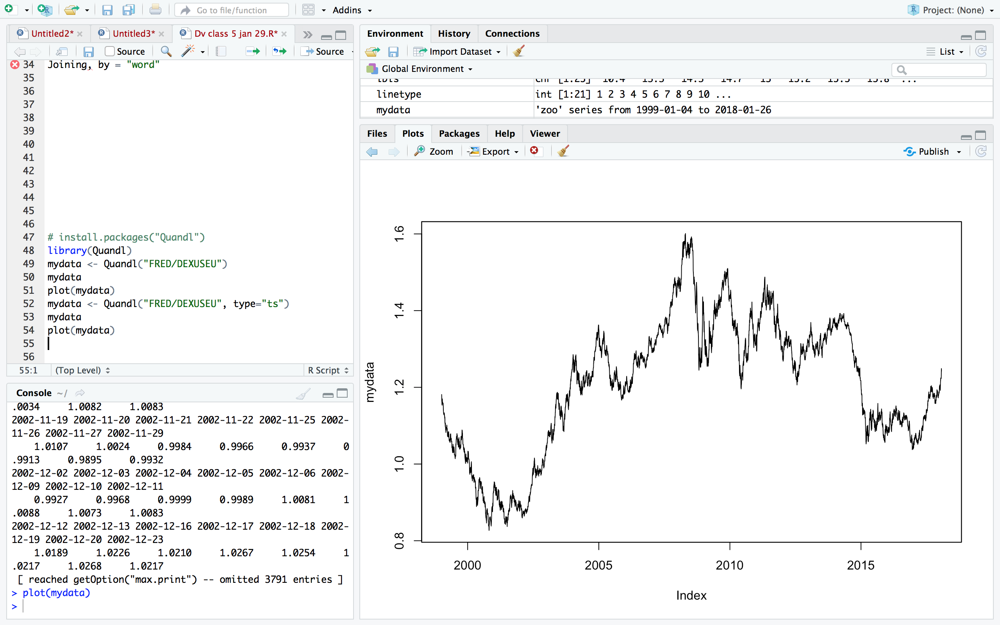 Go to file/function
Addins
Project: (None)
Untitled2*
Untitled3*
Dv class 5 jan 29.R*
Source
Source
34 Joining, by = "word"
35
36
37
38
39
40
41
42
43
44
45
46
47 # install.packages("Quandl")
48 library(Quandl)
49 mydata <- Quandl("FRED/DEXUSEU")
50 mydata
51 plot(mydata)
52 mydata <- Quandl("FRED/DEXUSEU", type="ts")
53 mydata
54 plot(mydata)
55
56
55:1 (Top Level) R Script
Console ~/
.0034 1.0082 1.0083
2002-11-19 2002-11-20 2002-11-21 2002-11-22 2002-11-25 2002-
11-26 2002-11-27 2002-11-29
1.0107 1.0024 0.9984 0.9966 0.9937 0
.9913 0.9895 0.9932
2002-12-02 2002-12-03 2002-12-04 2002-12-05 2002-12-06 2002-
12-09 2002-12-10 2002-12-11
0.9927 0.9968 0.9999 0.9989 1.0081 1
.0088 1.0073 1.0083
2002-12-12 2002-12-13 2002-12-16 2002-12-17 2002-12-18 2002-
12-19 2002-12-20 2002-12-23
1.0189 1.0226 1.0210 1.0267 1.0254 1
.0217 1.0268 1.0217
[ reached getOption("max.print") -- omitted 3791 entries ]
> plot(mydata)
>
Environment History Connections
Import Dataset
List
Global Environment
linetype int [1:21] 1 2 3 4 5 6 7 8 9 10 ...
mydata 'zoo' series from 1999-01-04 to 2018-01-26
Files Plots Packages Help Viewer
Zoom Export
Publish
1.6
1.4
1.2
1.0
0.8
mydata
2000 2005 2010 2015
Index